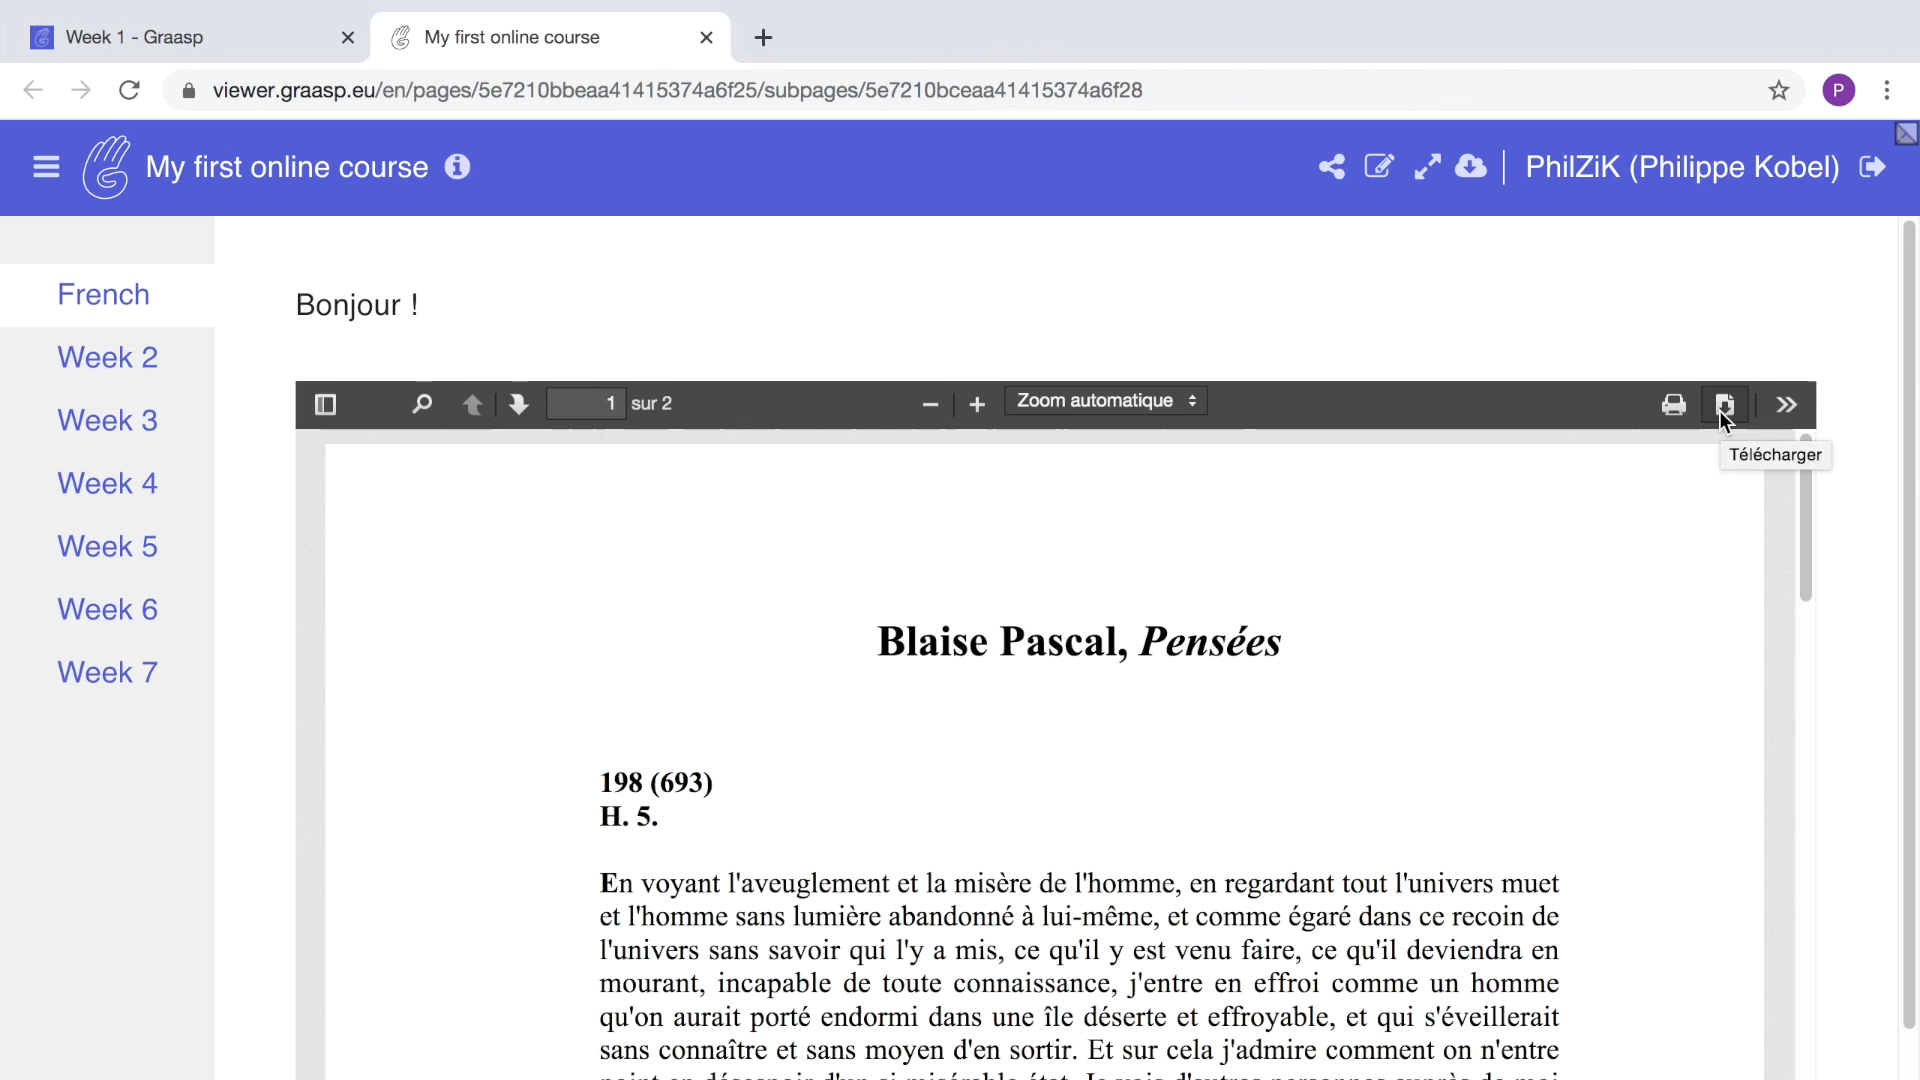 Week 1 - Graasp
My first online course
viewer.graasp.eu/en/pages/5e7210bbeaa41415374a6f25/subpages/5e7210bceaa41415374a6f28
P
My first online course
PhilZiK (Philippe Kobel)
French
Week 2
Week 3
Week 4
Week 5
Week 6
Week 7
Bonjour !
1 sur 2
Zoom automatique
Télécharger
Blaise Pascal, Pensées
198 (693)
H. 5.
En voyant l'aveuglement et la misère de l'homme, en regardant tout l'univers muet
et l'homme sans lumière abandonné à lui-même, et comme égaré dans ce recoin de
l'univers sans savoir qui l'y a mis, ce qu'il y est venu faire, ce qu'il deviendra en
mourant, incapable de toute connaissance, j'entre en effroi comme un homme
qu'on aurait porté endormi dans une île déserte et effroyable, et qui s'éveillerait
sans connaître et sans moyen d'en sortir. Et sur cela j'admire comment on n'entre